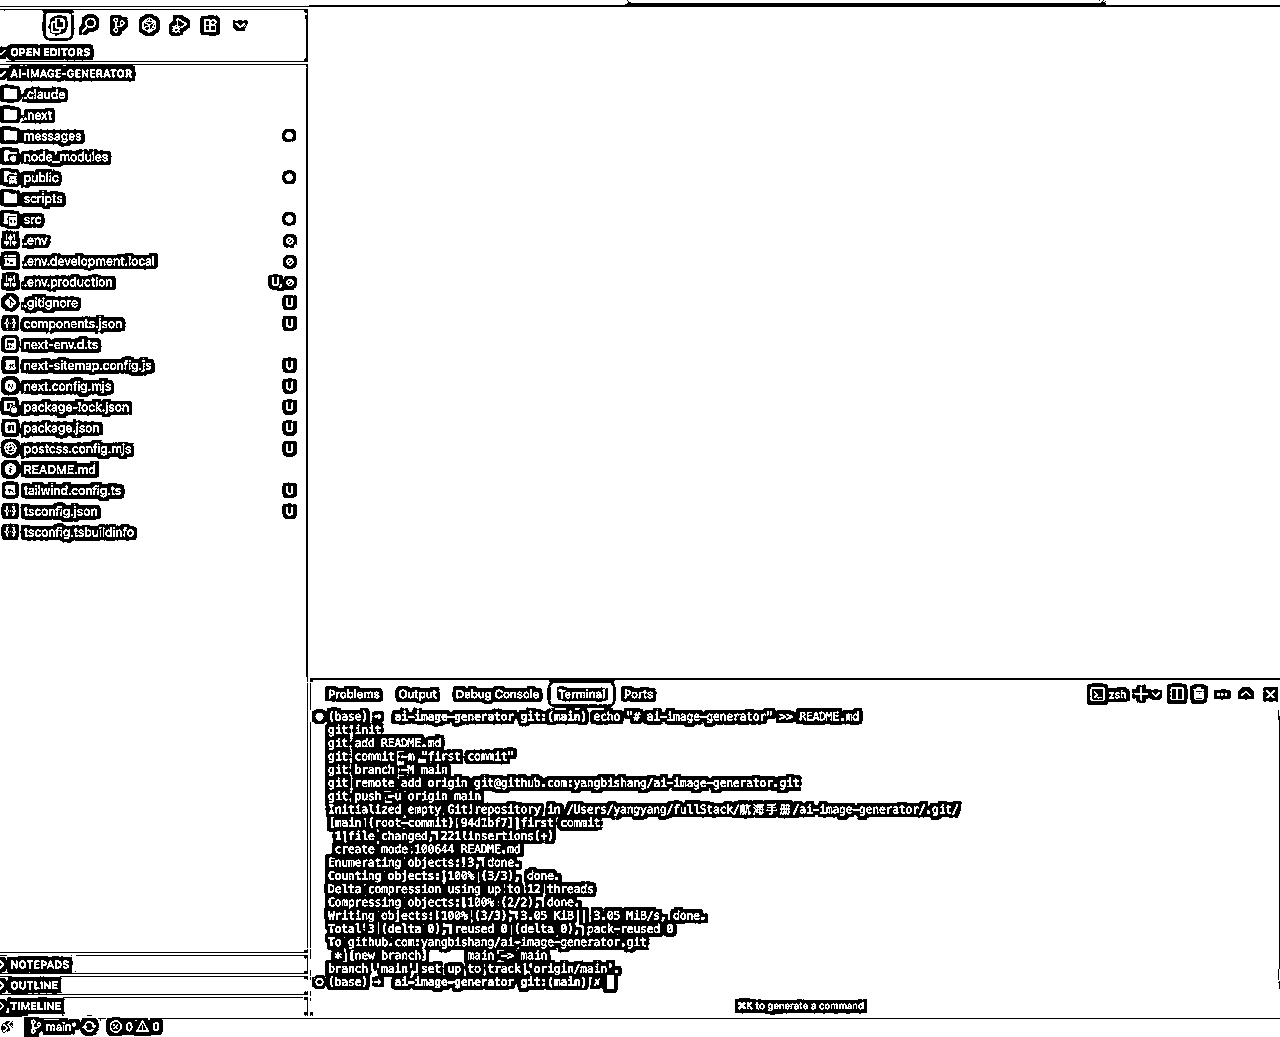 OPEN EDITORS
AI-IMAGE-GENERATOR
.claude
.next
messages
node_modules
public
scripts
src
.env
.env.development.local
.env.production U,
.gitignore U
components.json U
next-env.d.ts
next-sitemap.config.js U
next.config.mjs U
package-lock.json U
package.json U
postcss.config.mjs U
README.md
tailwind.config.ts U
tsconfig.json U
tsconfig.tsbuildinfo
Problems Output Debug Console Terminal Ports zsh
(base) → ai-image-generator git:(main) echo "# ai-image-generator" >> README.md
git init
git add README.md
git commit -m "first commit"
git branch -M main
git remote add origin git@github.com:yangbishang/ai-image-generator.git
git push -u origin main
Initialized empty Git repository in /Users/yangyang/fullStack/航海手册/ai-image-generator/.git/
[main (root-commit) 94d1bf7] first commit
1 file changed, 221 insertions(+)
create mode 100644 README.md
Enumerating objects: 3, done.
Counting objects: 100% (3/3), done.
Delta compression using up to 12 threads
Compressing objects: 100% (2/2), done.
Writing objects: 100% (3/3), 3.05 KiB | 3.05 MiB/s, done.
Total 3 (delta 0), reused 0 (delta 0), pack-reused 0
To github.com:yangbishang/ai-image-generator.git
* [new branch] main -> main
branch 'main' set up to track 'origin/main'.
(base) → ai-image-generator git:(main) ✗
NOTEPADS
OUTLINE
TIMELINE
⌘K to generate a command
main* 0 0